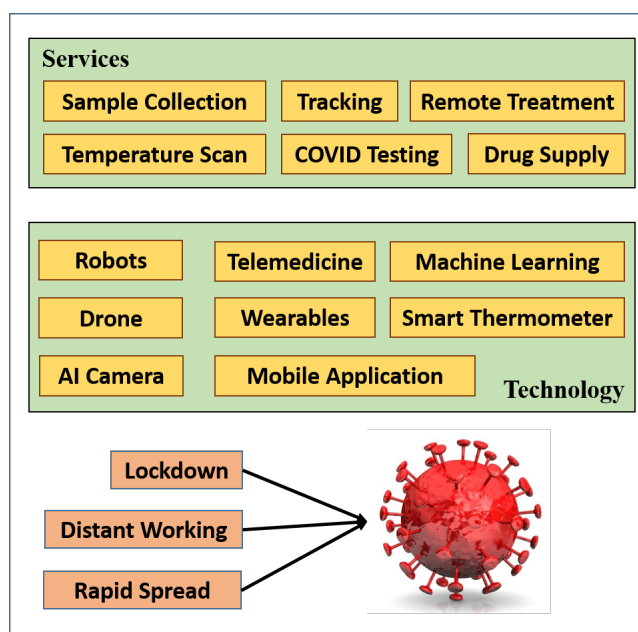 Services
Sample Collection
Tracking
Remote Treatment
Temperature Scan
COVID Testing
Drug Supply
Robots
Telemedicine
Machine Learning
Drone
Wearables
Smart Thermometer
AI Camera
Mobile Application
Technology
Lockdown
Distant Working
Rapid Spread